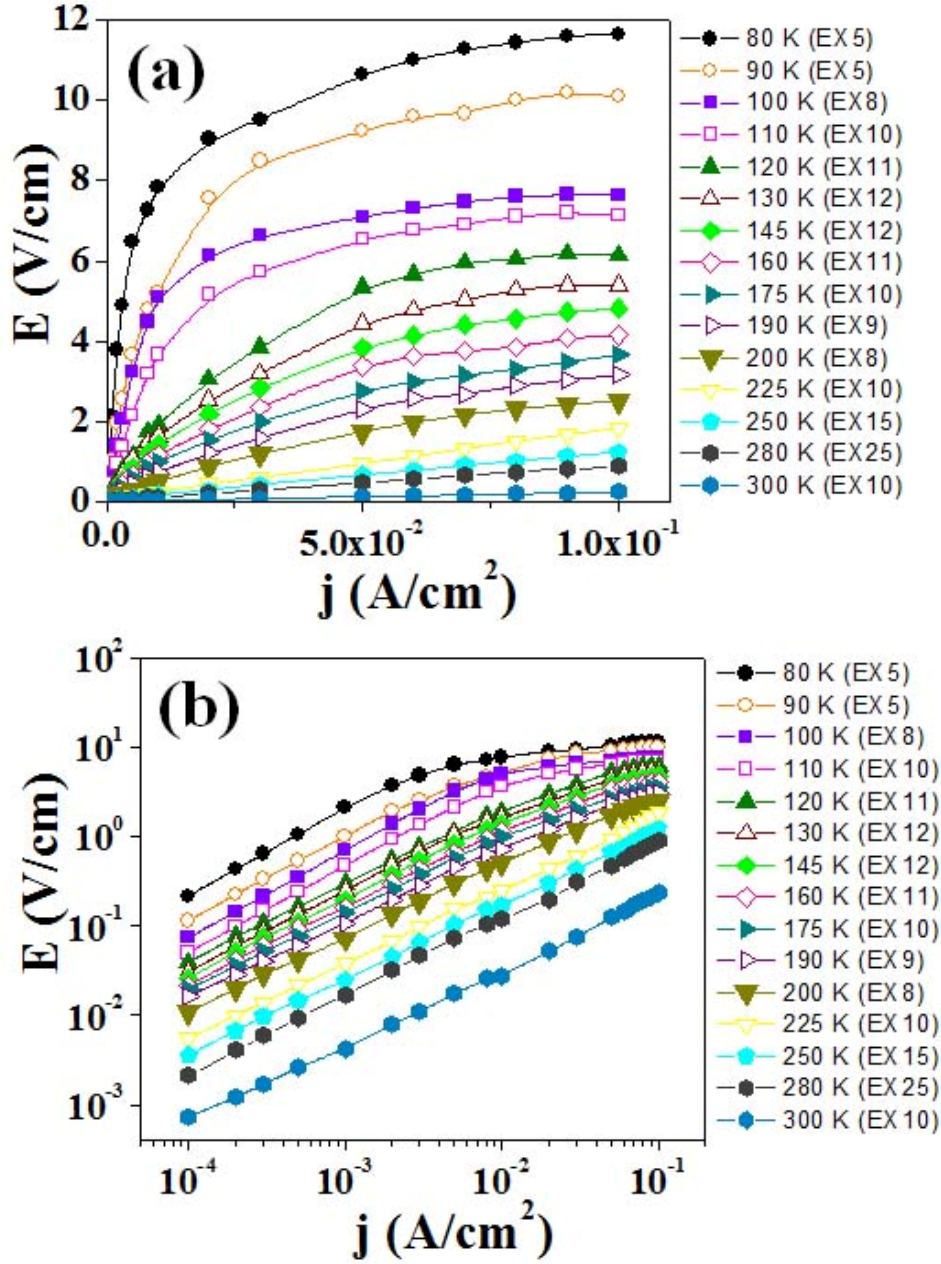 (a)
12
10
8
6
4
2
0
E (V/cm)
0.0
5.0x10⁻²
1.0x10⁻¹
j (A/cm²)
80 K (EX5)
90 K (EX5)
100 K (EX8)
110 K (EX10)
120 K (EX11)
130 K (EX12)
145 K (EX12)
160 K (EX11)
175 K (EX10)
190 K (EX9)
200 K (EX8)
225 K (EX10)
250 K (EX15)
280 K (EX25)
300 K (EX10)
(b)
10²
10¹
10⁰
10⁻¹
10⁻²
10⁻³
E (V/cm)
10⁻⁴
10⁻³
10⁻²
10⁻¹
j (A/cm²)
80 K (EX5)
90 K (EX5)
100 K (EX8)
110 K (EX10)
120 K (EX11)
130 K (EX12)
145 K (EX12)
160 K (EX11)
175 K (EX10)
190 K (EX9)
200 K (EX8)
225 K (EX10)
250 K (EX15)
280 K (EX25)
300 K (EX10)